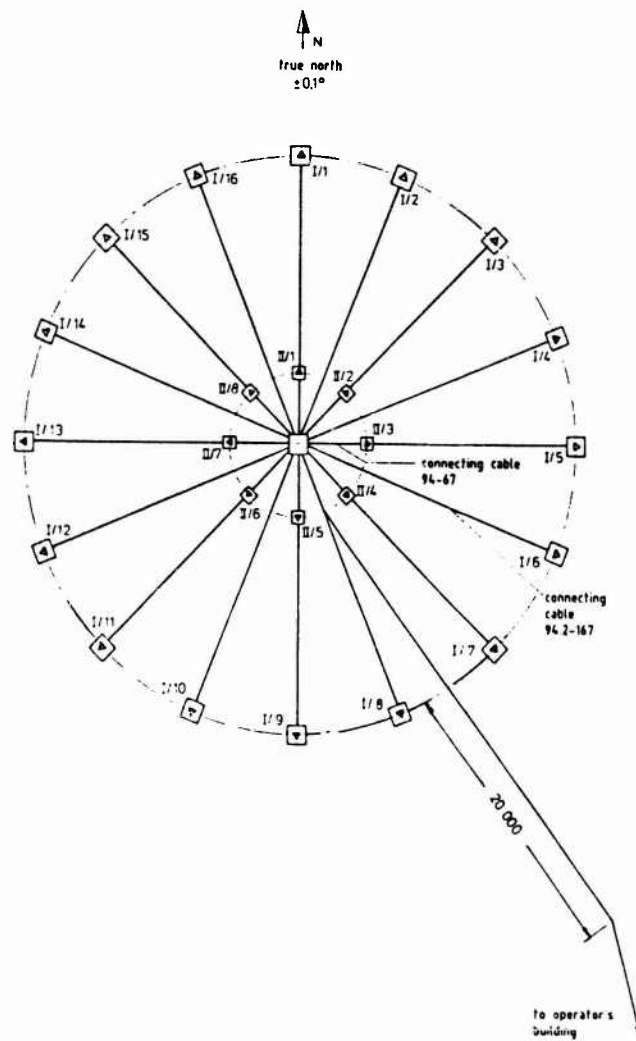 N
true north
±0,1°
I/16
I/1
I/2
I/15
I/3
I/14
I/4
II/1
II/8
II/2
I/13
II/7
II/3
I/5
connecting cable
94-67
II/6
II/4
II/5
I/12
I/6
connecting
cable
94.2-167
I/11
I/7
I/10
I/9
I/8
20 000
to operator's
building